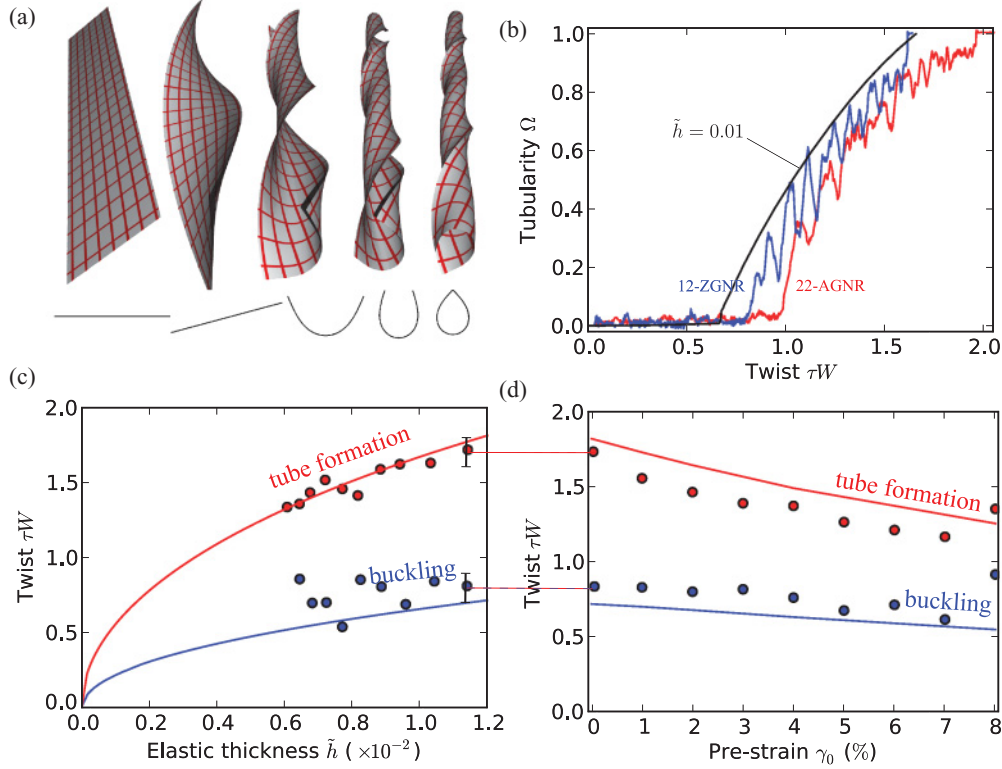 (a)
(b)
1.0
0.8
0.6
0.4
0.2
0.0
Tubularity Ω
h̃ = 0.01
12-ZGNR
22-AGNR
0.0
0.5
1.0
1.5
2.0
Twist τW
(c)
2.0
1.5
1.0
0.5
0.0
Twist τW
tube formation
buckling
0.0
0.2
0.4
0.6
0.8
1.0
1.2
Elastic thickness h̃ (×10⁻²)
(d)
2.0
1.5
1.0
0.5
0.0
Twist τW
tube formation
buckling
0
1
2
3
4
5
6
7
8
Pre-strain γ₀ (%)